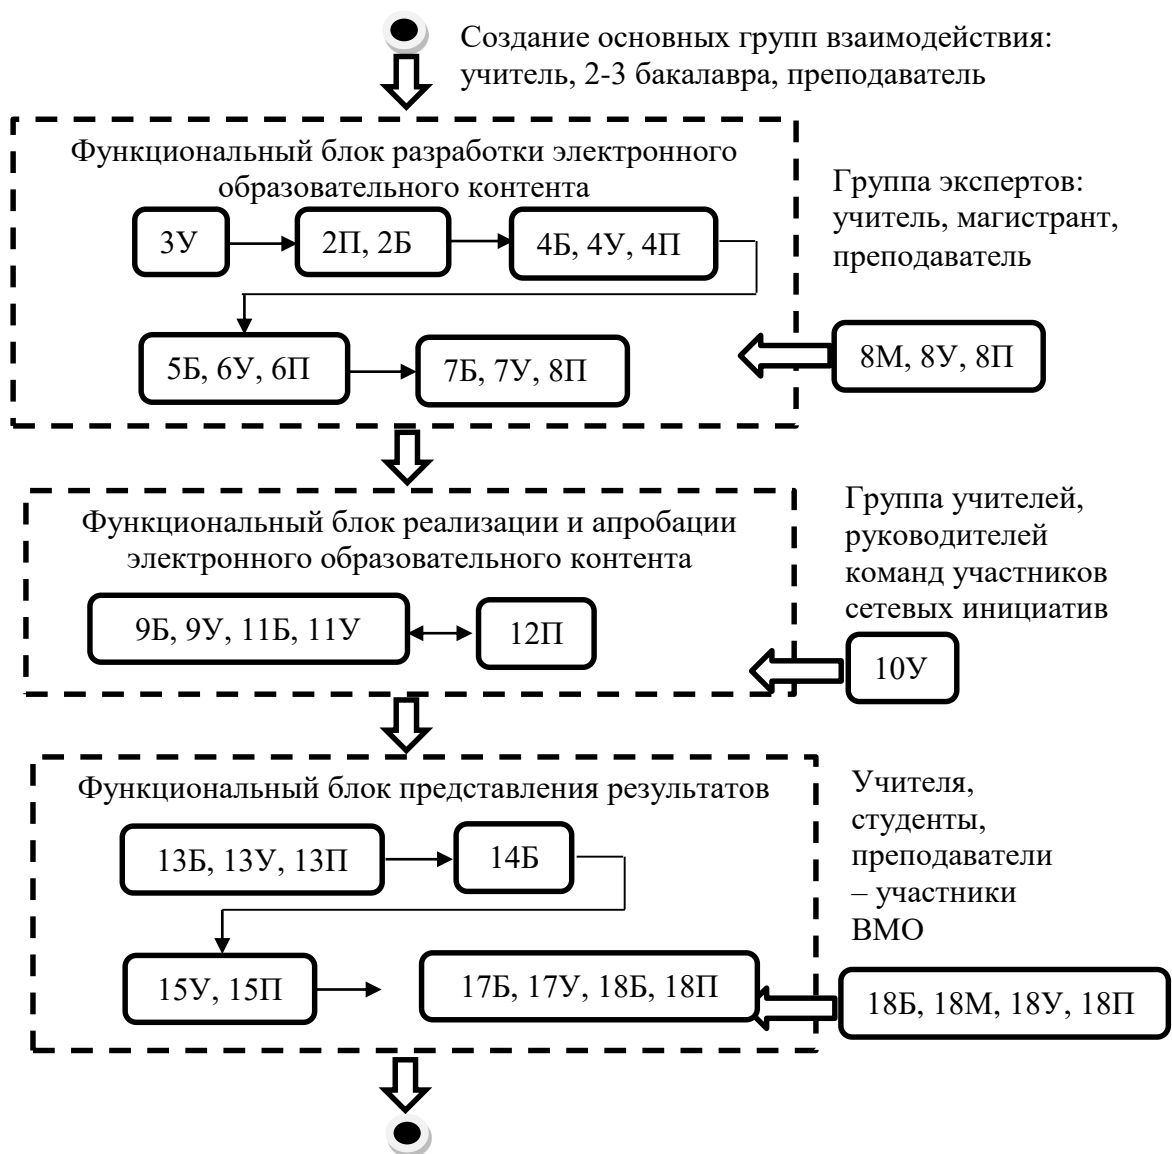 Создание основных групп взаимодействия:
учитель, 2-3 бакалавра, преподаватель
Функциональный блок разработки электронного
образовательного контента
Группа экспертов:
учитель, магистрант,
преподаватель
3У
2П, 2Б
4Б, 4У, 4П
5Б, 6У, 6П
7Б, 7У, 8П
8М, 8У, 8П
Функциональный блок реализации и апробации
электронного образовательного контента
Группа учителей,
руководителей
команд участников
сетевых инициатив
9Б, 9У, 11Б, 11У
12П
10У
Функциональный блок представления результатов
Учителя,
студенты,
преподаватели
– участники
ВМО
13Б, 13У, 13П
14Б
15У, 15П
17Б, 17У, 18Б, 18П
18Б, 18М, 18У, 18П